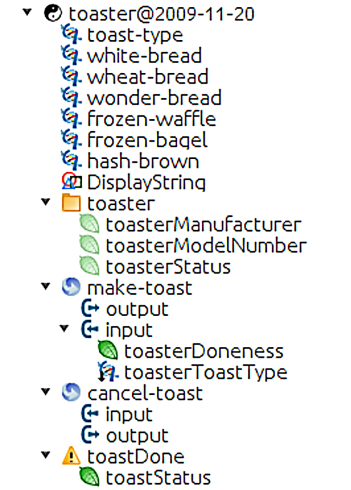 toaster@2009-11-20
toast-type
white-bread
wheat-bread
wonder-bread
frozen-waffle
frozen-bagel
hash-brown
DisplayString
toaster
toasterManufacturer
toasterModelNumber
toasterStatus
make-toast
output
input
toasterDoneness
toasterToastType
cancel-toast
input
output
toastDone
toastStatus